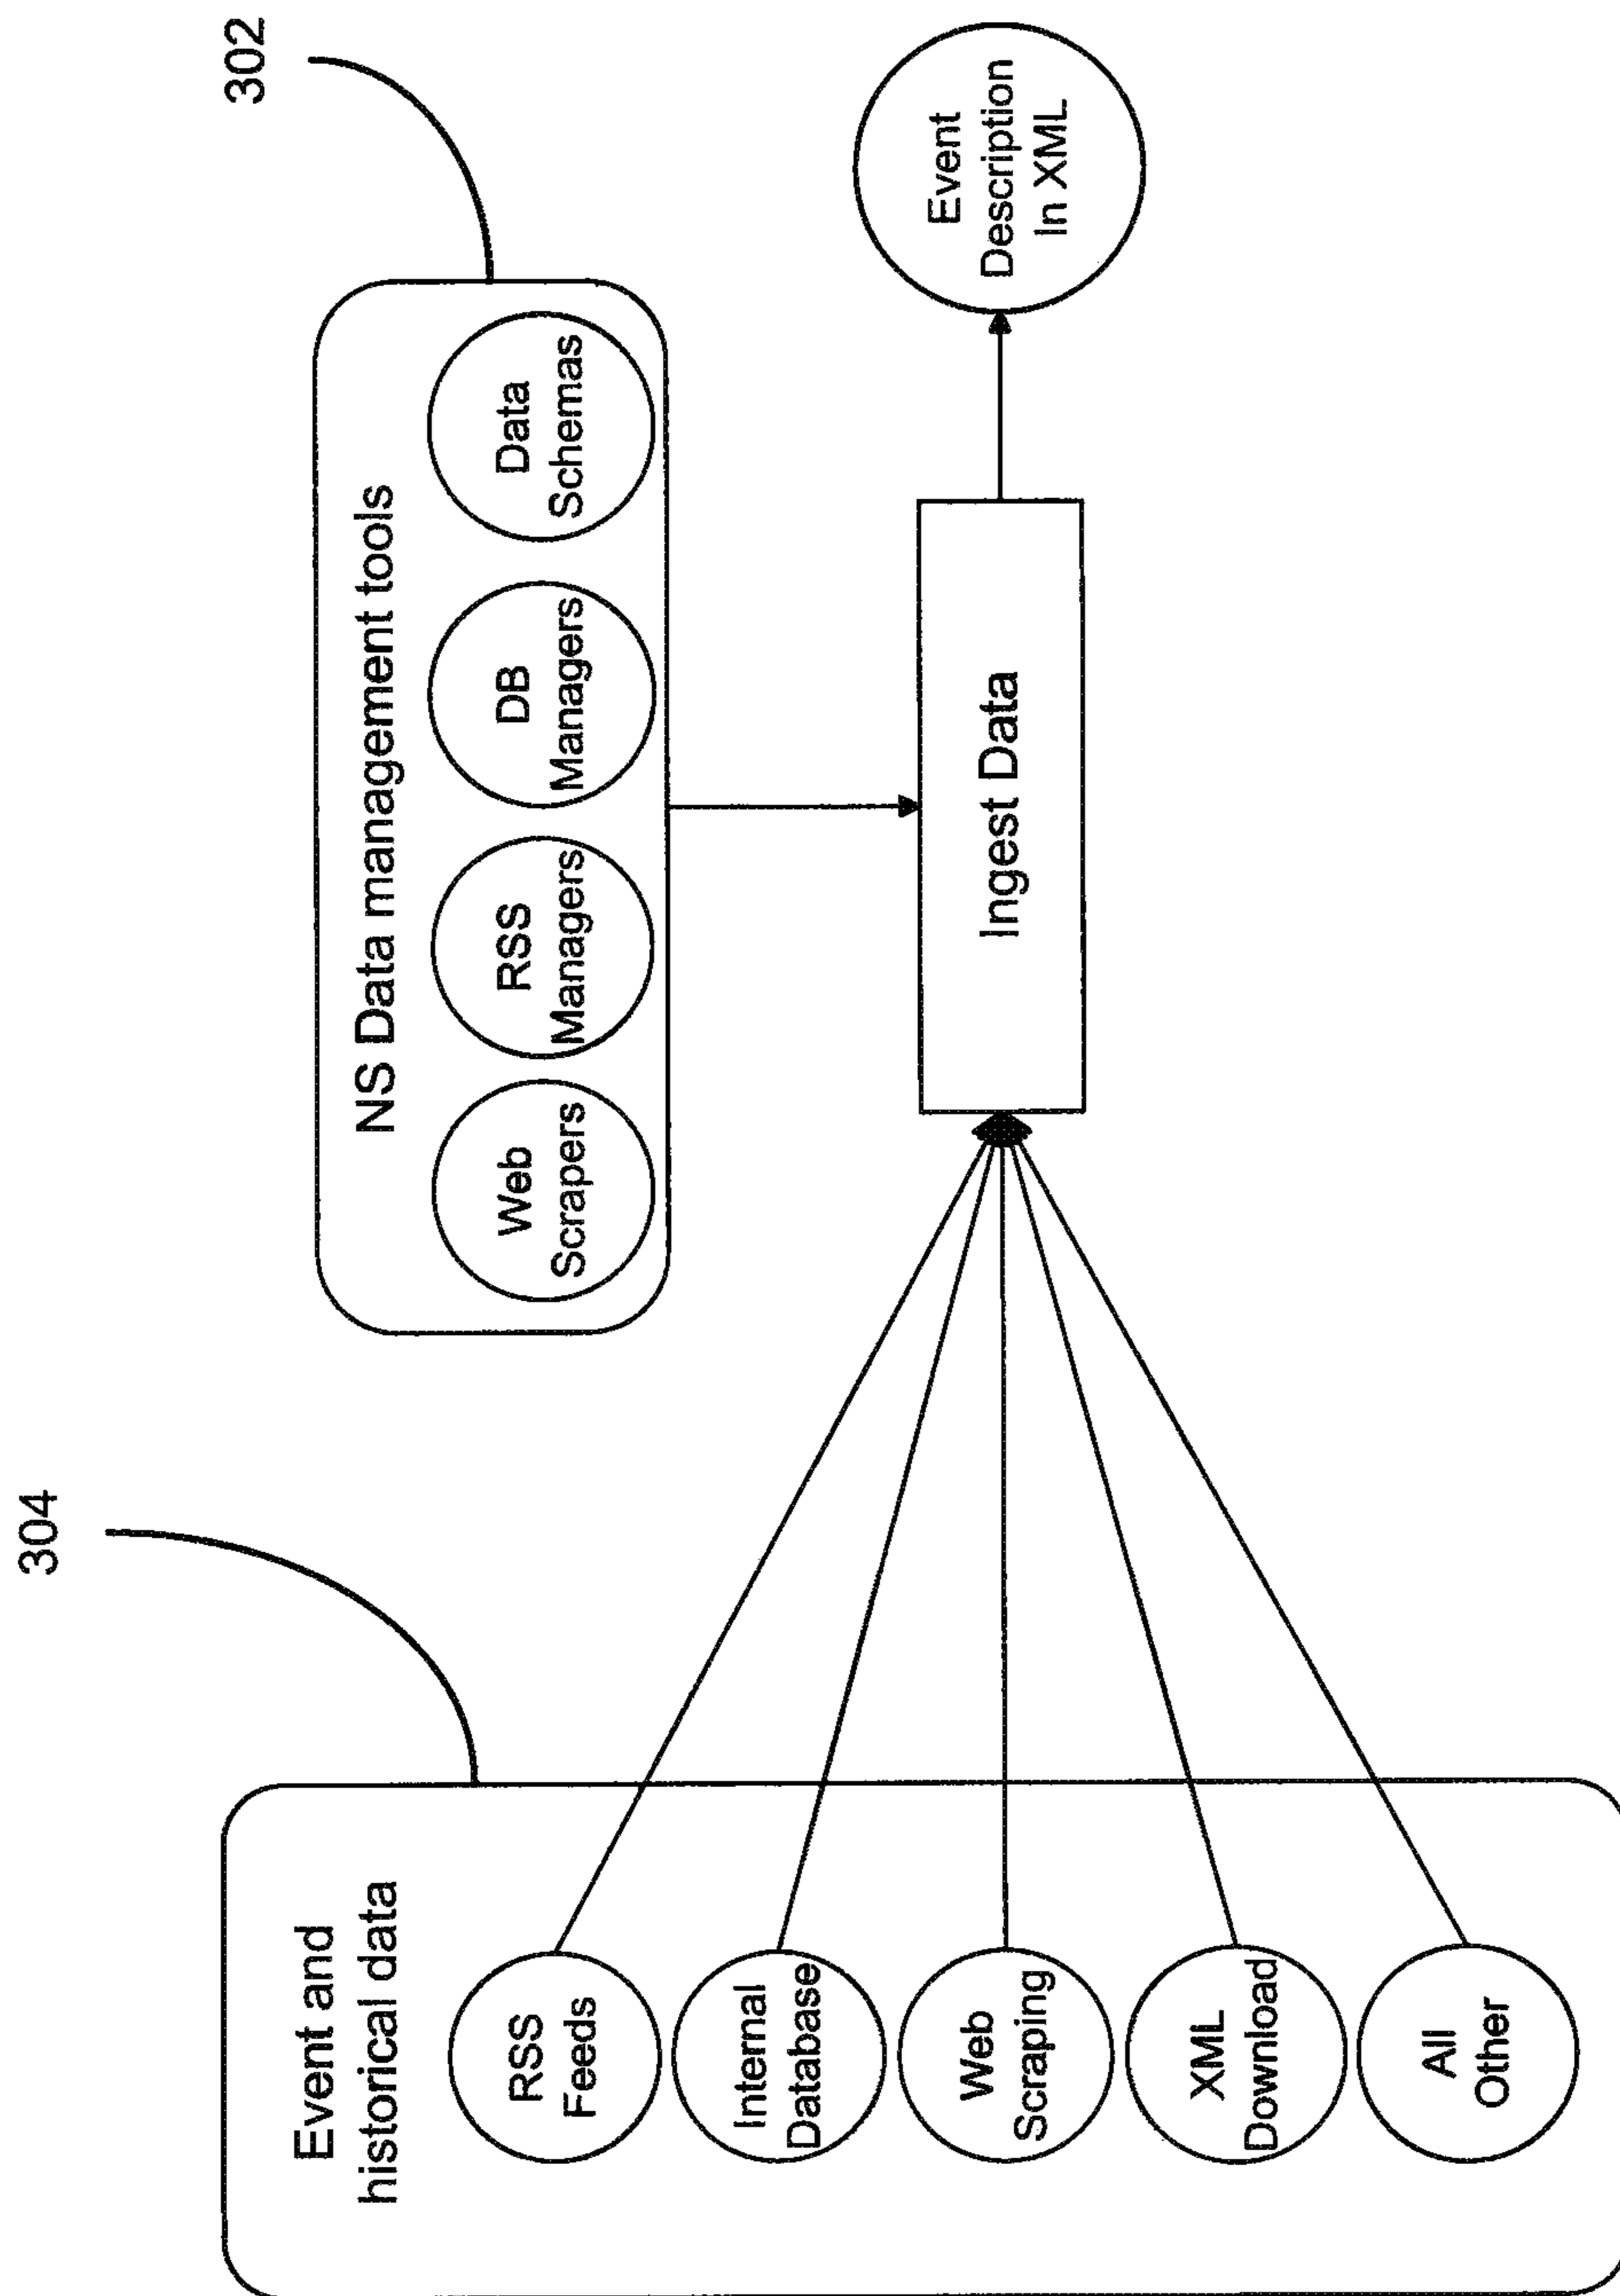 304
302
Event and
historical data
RSS
Feeds
Internal
Database
Web
Scraping
XML
Download
All
Other
NS Data management tools
Web
Scrapers
RSS
Managers
DB
Managers
Data
Schemas
Ingest Data
Event
Description
In XML